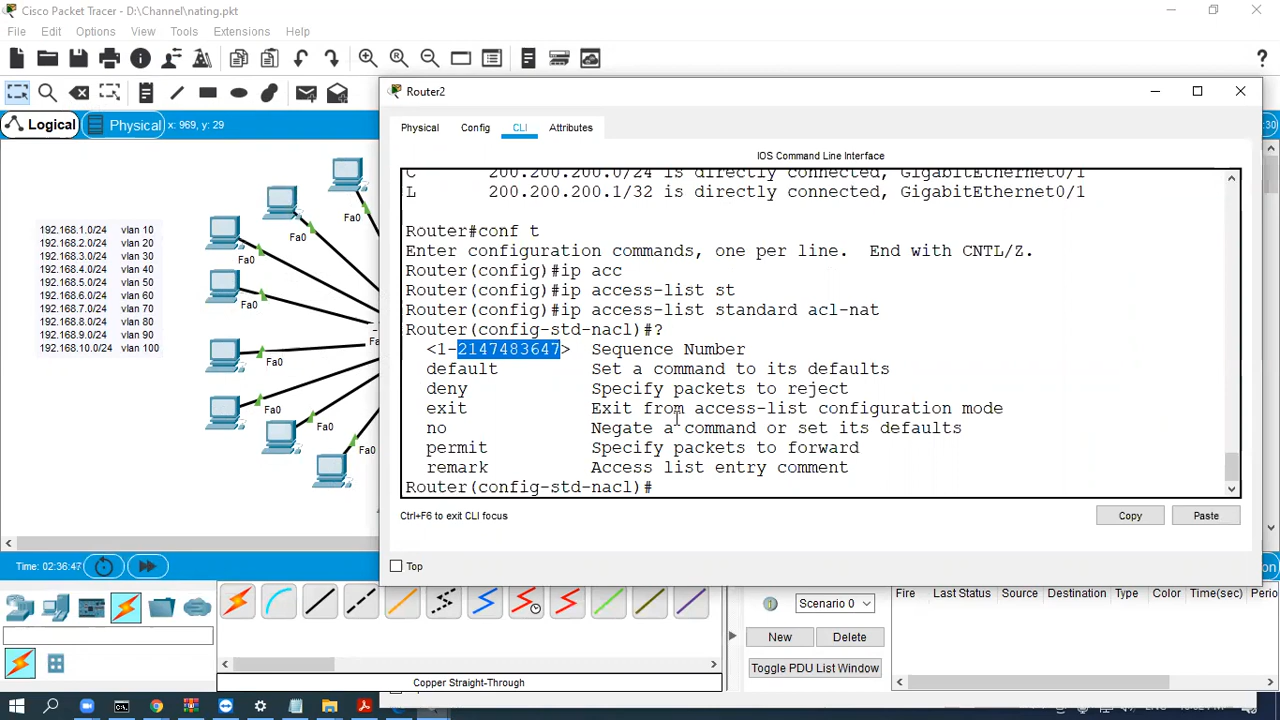 Cisco Packet Tracer - D:\Channel\nating.pkt
File Edit Options View Tools Extensions Help
Logical Physical x: 969, y: 29
:30
Router2
Physical Config CLI Attributes
IOS Command Line Interface
C 200.200.200.0/24 is directly connected, GigabitEthernet0/1
L 200.200.200.1/32 is directly connected, GigabitEthernet0/1
Router#conf t
Enter configuration commands, one per line. End with CNTL/Z.
Router(config)#ip acc
Router(config)#ip access-list st
Router(config)#ip access-list standard acl-nat
Router(config-std-nacl)#?
<1-2147483647> Sequence Number
default Set a command to its defaults
deny Specify packets to reject
exit Exit from access-list configuration mode
no Negate a command or set its defaults
permit Specify packets to forward
remark Access list entry comment
Router(config-std-nacl)#
Ctrl+F6 to exit CLI focus
Copy Paste
Top
192.168.1.0/24 vlan 10
192.168.2.0/24 vlan 20
192.168.3.0/24 vlan 30
192.168.4.0/24 vlan 40
192.168.5.0/24 vlan 50
192.168.6.0/24 vlan 60
192.168.7.0/24 vlan 70
192.168.8.0/24 vlan 80
192.168.9.0/24 vlan 90
192.168.10.0/24 vlan 100
Fa0
Fa0
Fa0
Fa0
Fa0
Fa0
Fa0
Fa0
Fa
Time: 02:36:47
on
Scenario 0
New Delete
Toggle PDU List Window
Fire Last Status Source Destination Type Color Time(sec) Perio
Copper Straight-Through